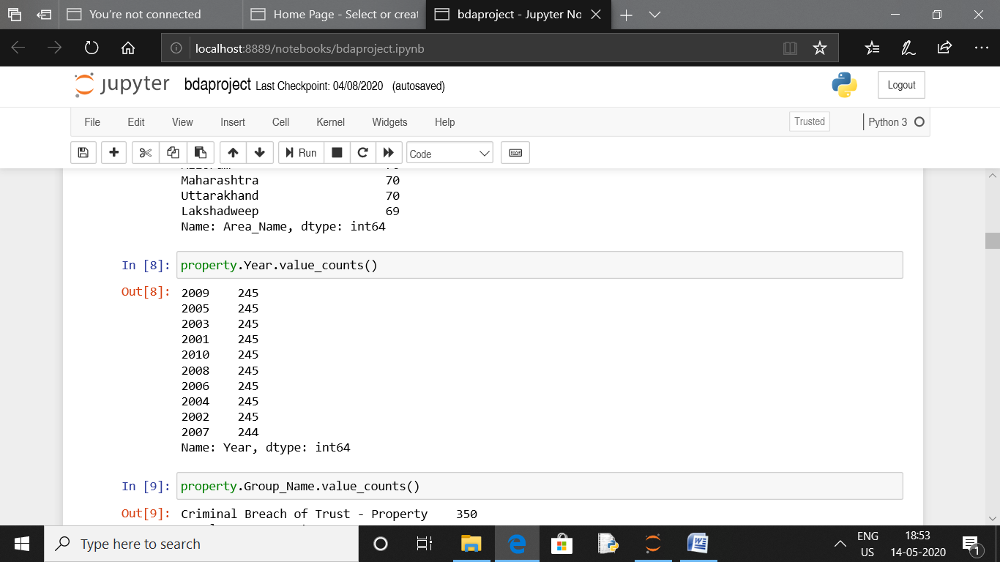 You're not connected
Home Page - Select or creat
bdaproject - Jupyter No
localhost:8889/notebooks/bdaproject.ipynb
jupyter bdaproject Last Checkpoint: 04/08/2020 (autosaved)
Logout
File Edit View Insert Cell Kernel Widgets Help
Trusted
Python 3
Run
Code
Maharashtra 70
Uttarakhand 70
Lakshadweep 69
Name: Area_Name, dtype: int64
In [8]: property.Year.value_counts()
Out[8]: 2009 245
2005 245
2003 245
2001 245
2010 245
2008 245
2006 245
2004 245
2002 245
2007 244
Name: Year, dtype: int64
In [9]: property.Group_Name.value_counts()
Out[9]: Criminal Breach of Trust - Property 350
Type here to search
ENG
US
18:53
14-05-2020
1